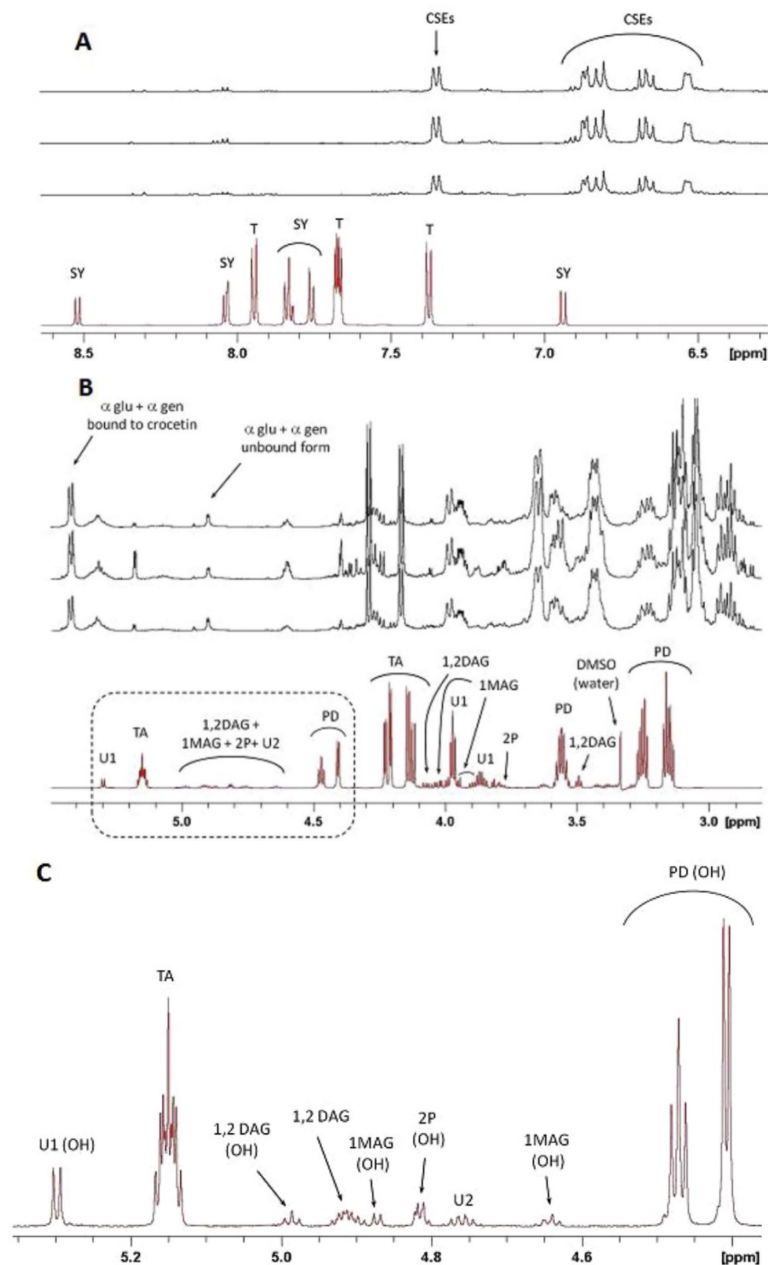 A
CSEs
CSEs
SY
SY
T
SY
T
T
SY
8.5
8.0
7.5
7.0
6.5
[ppm]
B
α glu + α gen
bound to crocetin
α glu + α gen
unbound form
U1
TA
1,2DAG +
1MAG + 2P+ U2
PD
TA
1,2DAG
U1
1MAG
U1
2P
PD
1,2DAG
DMSO
(water)
PD
5.0
4.5
4.0
3.5
3.0
[ppm]
C
U1 (OH)
TA
1,2 DAG
(OH)
1,2 DAG
1MAG
(OH)
2P
(OH)
U2
1MAG
(OH)
PD (OH)
5.2
5.0
4.8
4.6
[ppm]